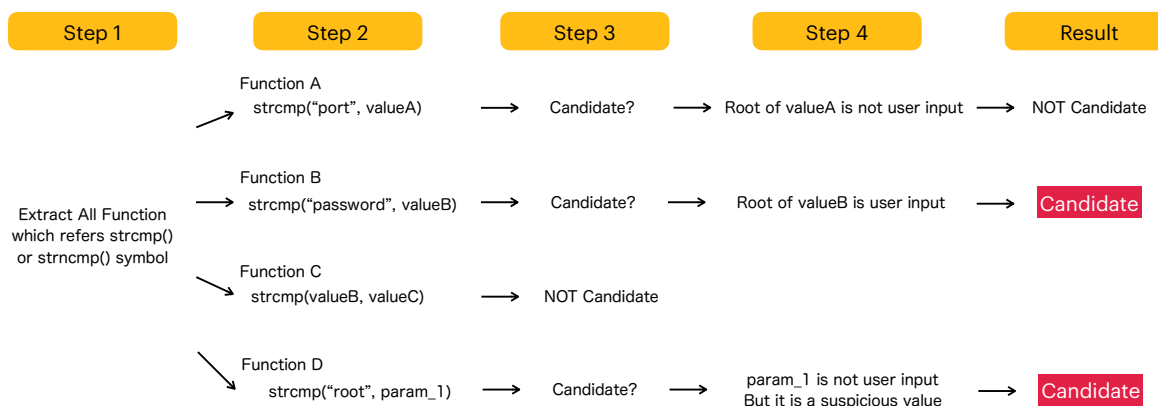 Step 1
Step 2
Step 3
Step 4
Result
Function A
strcmp(“port”, valueA)
Candidate?
Root of valueA is not user input
NOT Candidate
Function B
strcmp(“password”, valueB)
Candidate?
Root of valueB is user input
Candidate
Extract All Function
which refers strcmp()
or strncmp() symbol
Function C
strcmp(valueB, valueC)
NOT Candidate
Function D
strcmp(“root”, param_1)
Candidate?
param_1 is not user input
But it is a suspicious value
Candidate